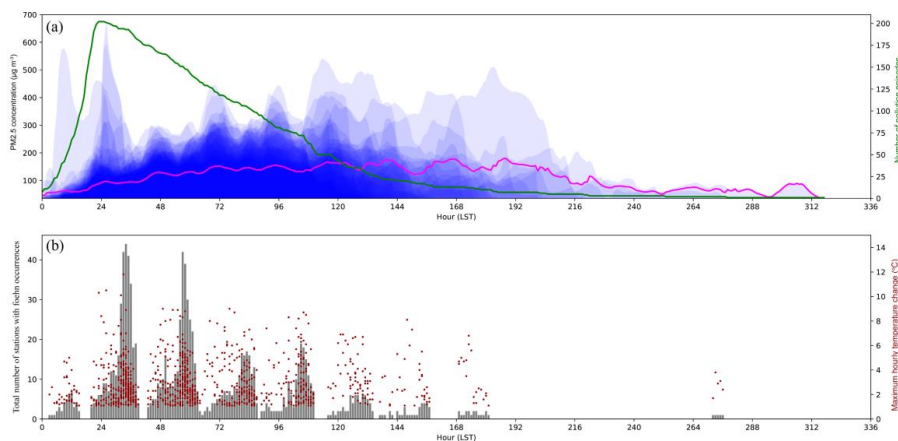 (a)
700
600
500
400
300
200
100
PM2.5 concentration (μg m⁻³)
200
175
150
125
100
75
50
25
0
Number of pollution episodes
0 24 48 72 96 120 144 168 192 216 240 264 288 312 336
Hour (LST)
(b)
40
30
20
10
0
Total number of stations with foehn occurrences
14
12
10
8
6
4
2
0
Maximum hourly temperature change (°C)
0 24 48 72 96 120 144 168 192 216 240 264 288 312 336
Hour (LST)